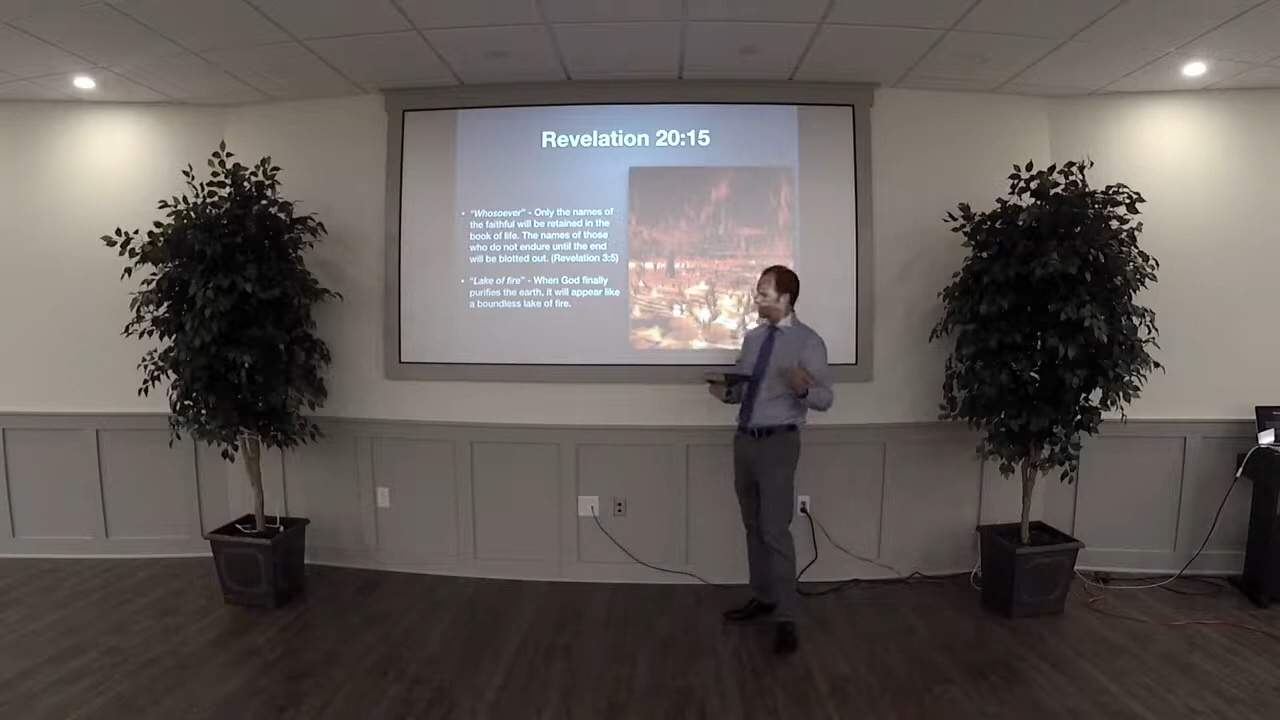 Revelation 20:15
• "Whosoever" - Only the names of
the faithful will be retained in the
book of life. The names of those
who do not endure until the end
will be blotted out. (Revelation 3:5)
• "Lake of fire" - When God finally
purifies the earth, it will appear like
a boundless lake of fire.